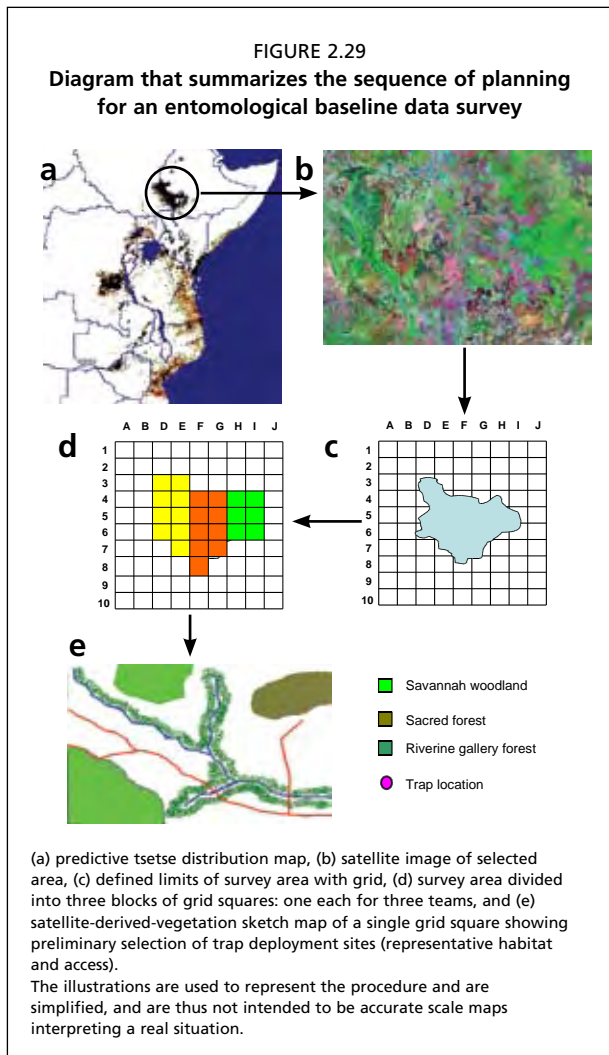 FIGURE 2.29
Diagram that summarizes the sequence of planning
for an entomological baseline data survey
a
b
A B C D E F G H I J
1
2
3
4
5
6
7
8
9
10
d
A B C D E F G H I J
1
2
3
4
5
6
7
8
9
10
c
e
Savannah woodland
Sacred forest
Riverine gallery forest
Trap location
(a) predictive tsetse distribution map, (b) satellite image of selected
area, (c) defined limits of survey area with grid, (d) survey area divided
into three blocks of grid squares: one each for three teams, and (e)
satellite-derived-vegetation sketch map of a single grid square showing
preliminary selection of trap deployment sites (representative habitat
and access).
The illustrations are used to represent the procedure and are
simplified, and are thus not intended to be accurate scale maps
interpreting a real situation.